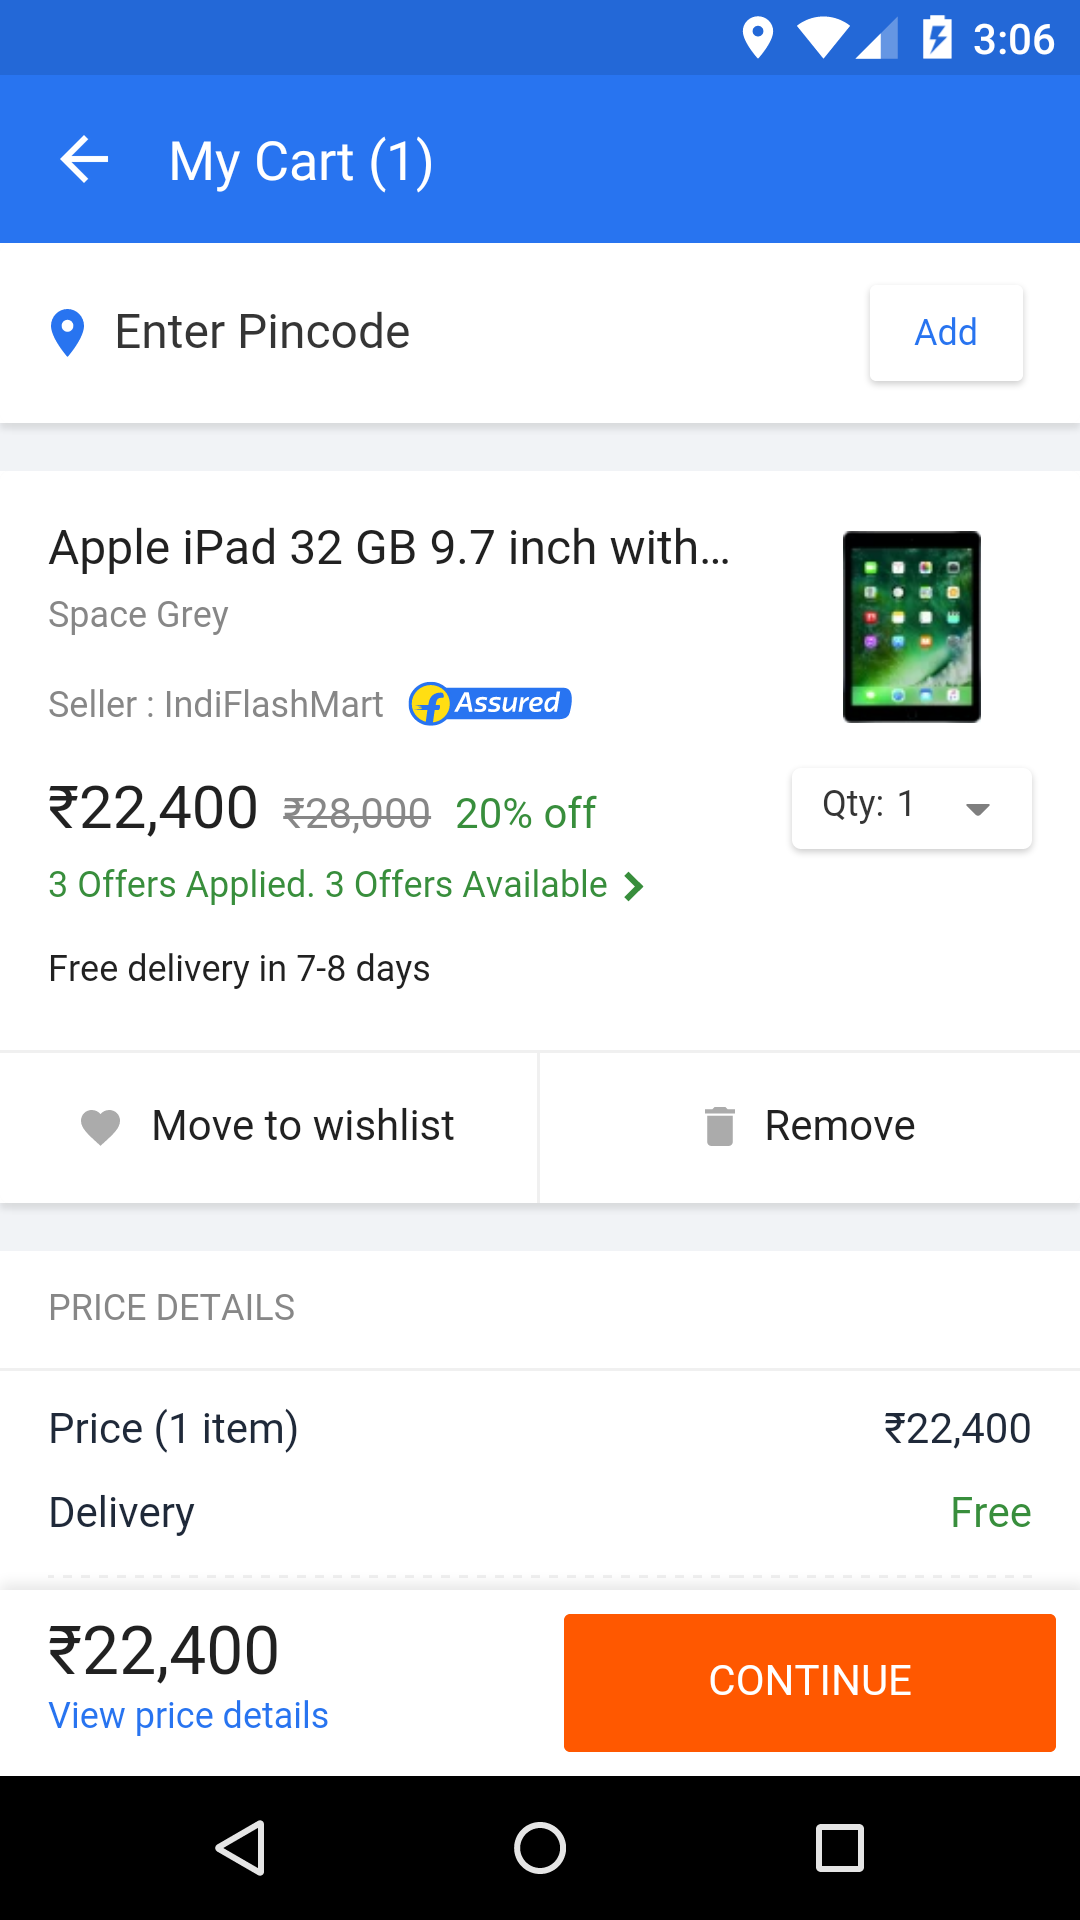 3:06
My Cart (1)
Enter Pincode
Add
Apple iPad 32 GB 9.7 inch with...
Space Grey
Seller : IndiFlashMart
f Assured
₹22,400 ₹28,000 20% off
Qty: 1
3 Offers Applied. 3 Offers Available
Free delivery in 7-8 days
Move to wishlist
Remove
PRICE DETAILS
Price (1 item) ₹22,400
Delivery Free
₹22,400
View price details
CONTINUE